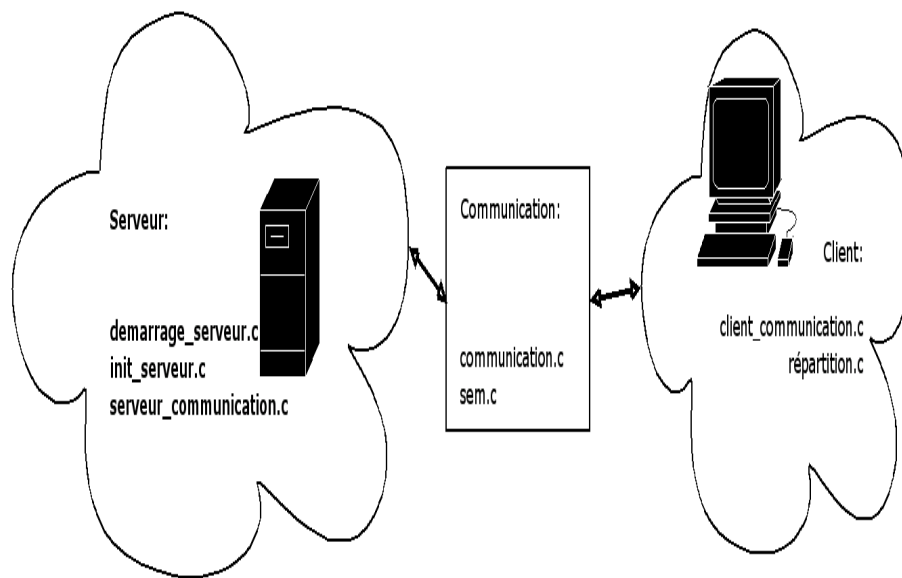 Serveur:
demarrage_serveur.c
init_serveur.c
serveur_communication.c
Communication:
communication.c
sem.c
Client:
client_communication.c
répartition.c